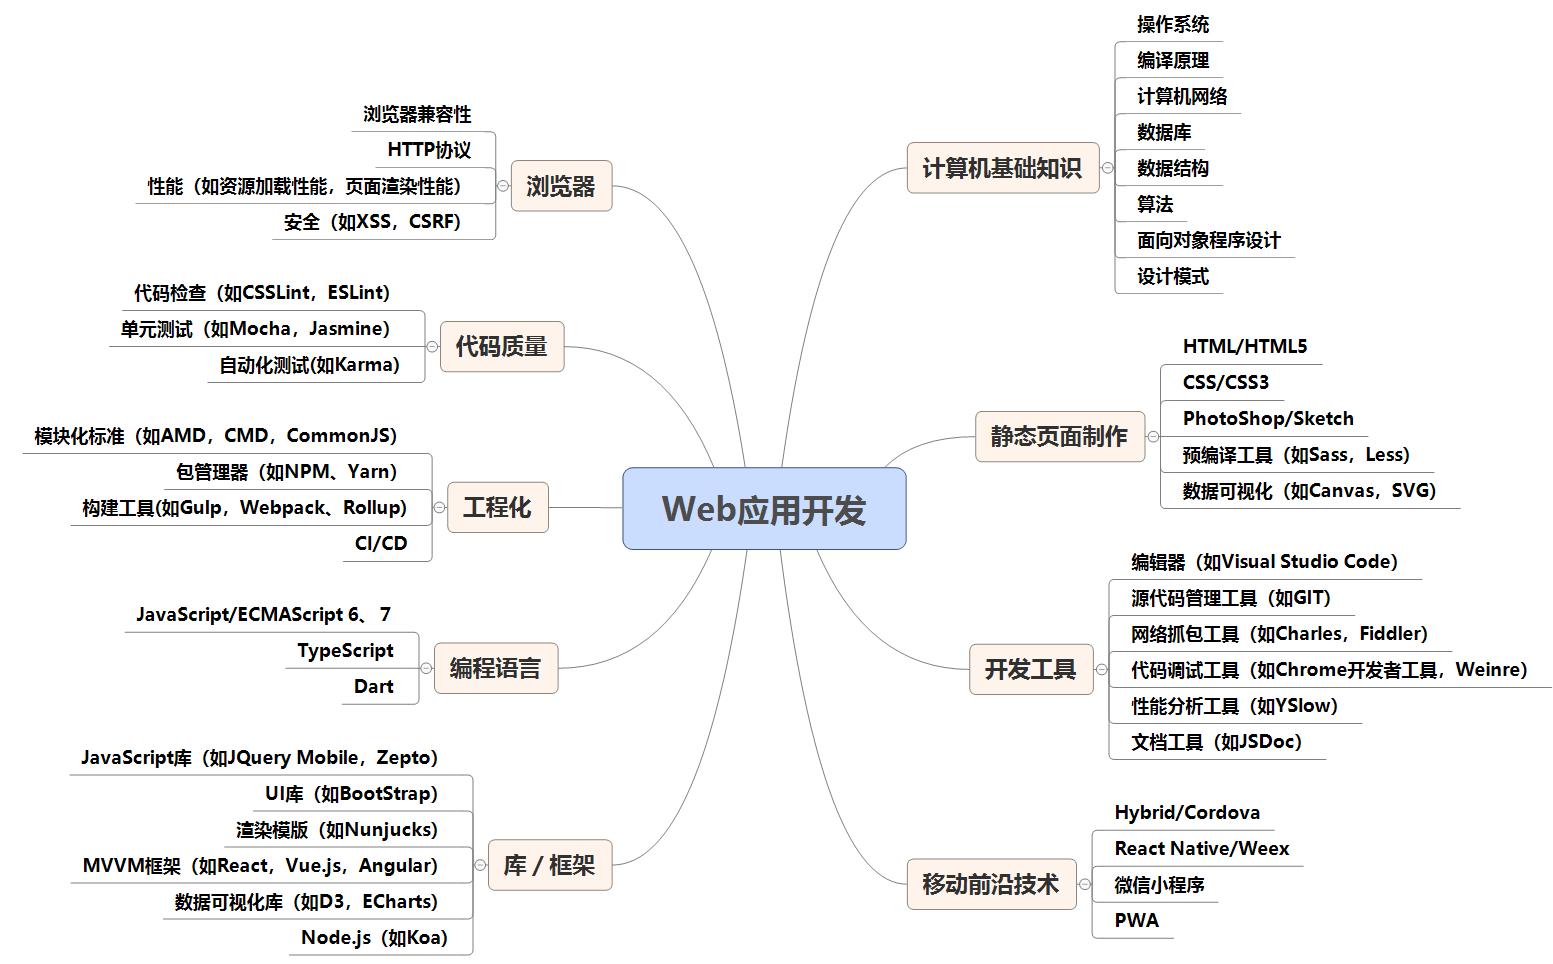 Web应用开发
计算机基础知识
操作系统
编译原理
计算机网络
数据库
数据结构
算法
面向对象程序设计
设计模式
静态页面制作
HTML/HTML5
CSS/CSS3
PhotoShop/Sketch
预编译工具（如Sass，Less）
数据可视化（如Canvas，SVG）
开发工具
编辑器（如Visual Studio Code）
源代码管理工具（如GIT）
网络抓包工具（如Charles，Fiddler）
代码调试工具（如Chrome开发者工具，Weinre）
性能分析工具（如YSlow）
文档工具（如JSDoc）
移动前沿技术
Hybrid/Cordova
React Native/Weex
微信小程序
PWA
浏览器
浏览器兼容性
HTTP协议
性能（如资源加载性能，页面渲染性能）
安全（如XSS，CSRF）
代码质量
代码检查（如CSSLint，ESLint）
单元测试（如Mocha，Jasmine）
自动化测试(如Karma)
工程化
模块化标准（如AMD，CMD，CommonJS）
包管理器（如NPM、Yarn）
构建工具(如Gulp，Webpack、Rollup)
CI/CD
编程语言
JavaScript/ECMAScript 6、7
TypeScript
Dart
库 / 框架
JavaScript库（如JQuery Mobile，Zepto）
UI库（如BootStrap）
渲染模版（如Nunjucks）
MVVM框架（如React，Vue.js，Angular）
数据可视化库（如D3，ECharts）
Node.js（如Koa）